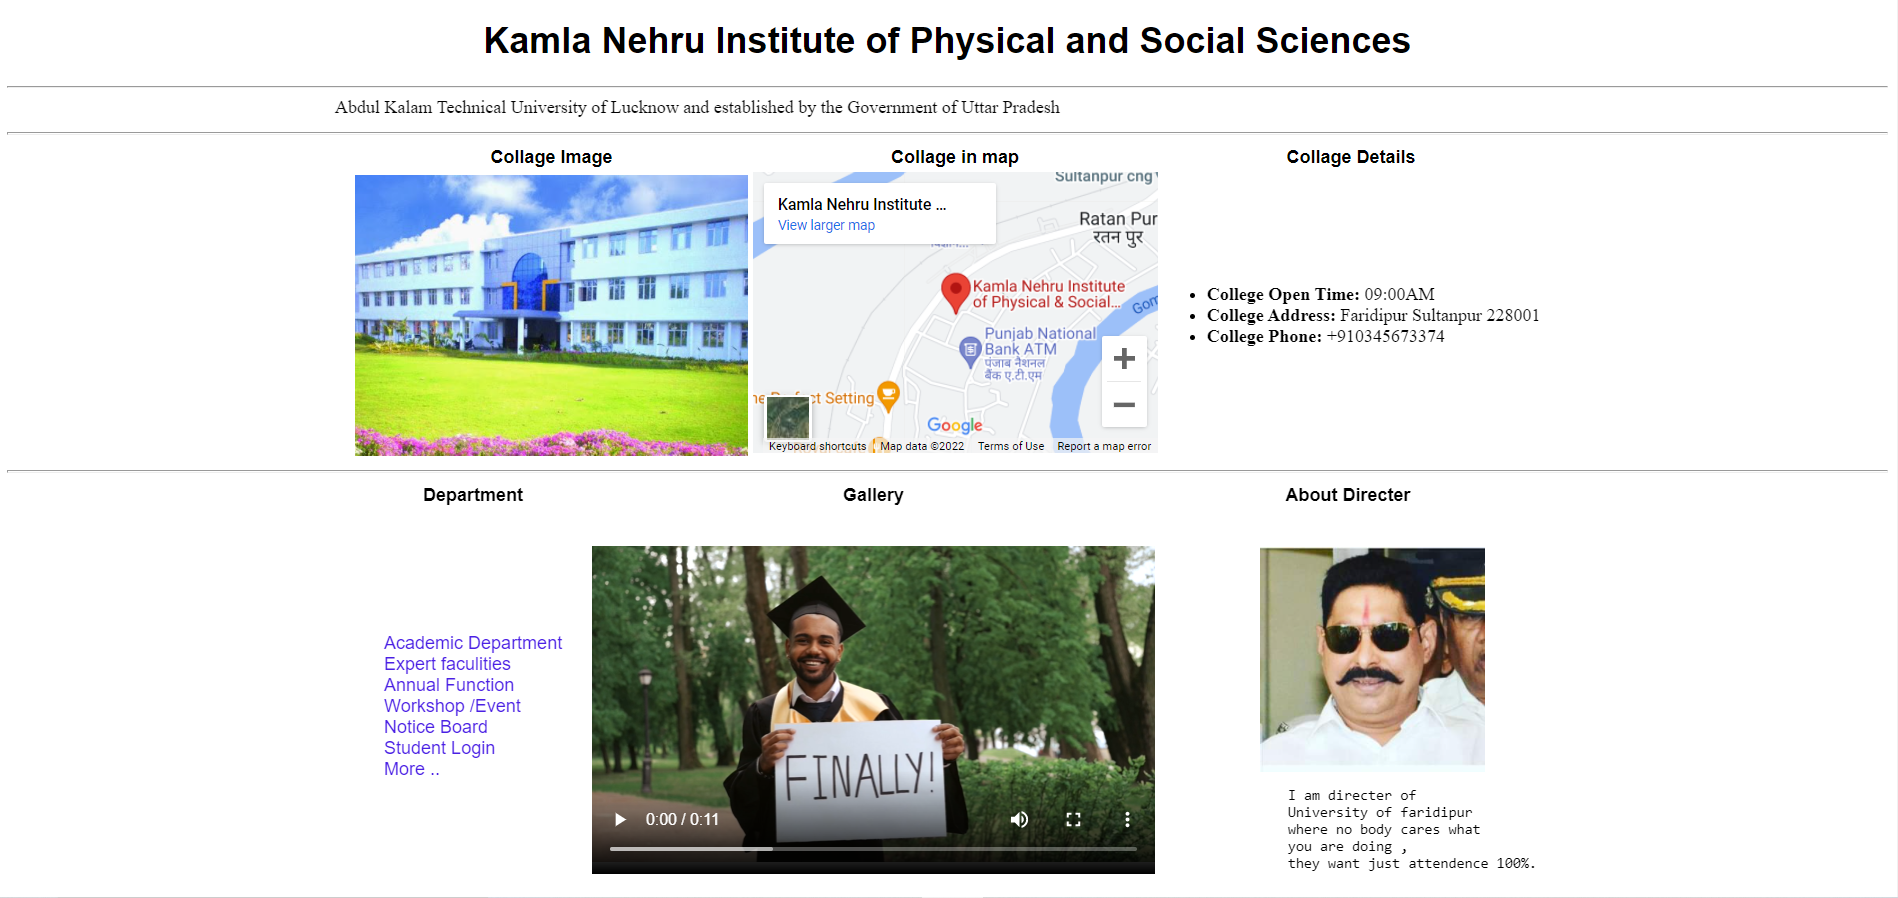 Kamla Nehru Institute of Physical and Social Sciences
Abdul Kalam Technical University of Lucknow and established by the Government of Uttar Pradesh
Collage Image
Collage in map
Collage Details
Sultanpur cng
Kamla Nehru Institute ...
View larger map
Ratan Pur
रतन पुर
Kamla Nehru Institute
of Physical & Social...
Gom
Punjab National
Bank ATM
पंजाब नैशनल
बैंक ए.टी.एम
Setting
Google
Keyboard shortcuts
Map data ©2022
Terms of Use
Report a map error
• College Open Time: 09:00AM
• College Address: Faridipur Sultanpur 228001
• College Phone: +910345673374
Department
Gallery
About Directer
Academic Department
Expert faculities
Annual Function
Workshop /Event
Notice Board
Student Login
More ..
FINALLY!
0:00 / 0:11
I am director of
University of faridipur
where no body cares what
you are doing ,
they want just attendence 100%.